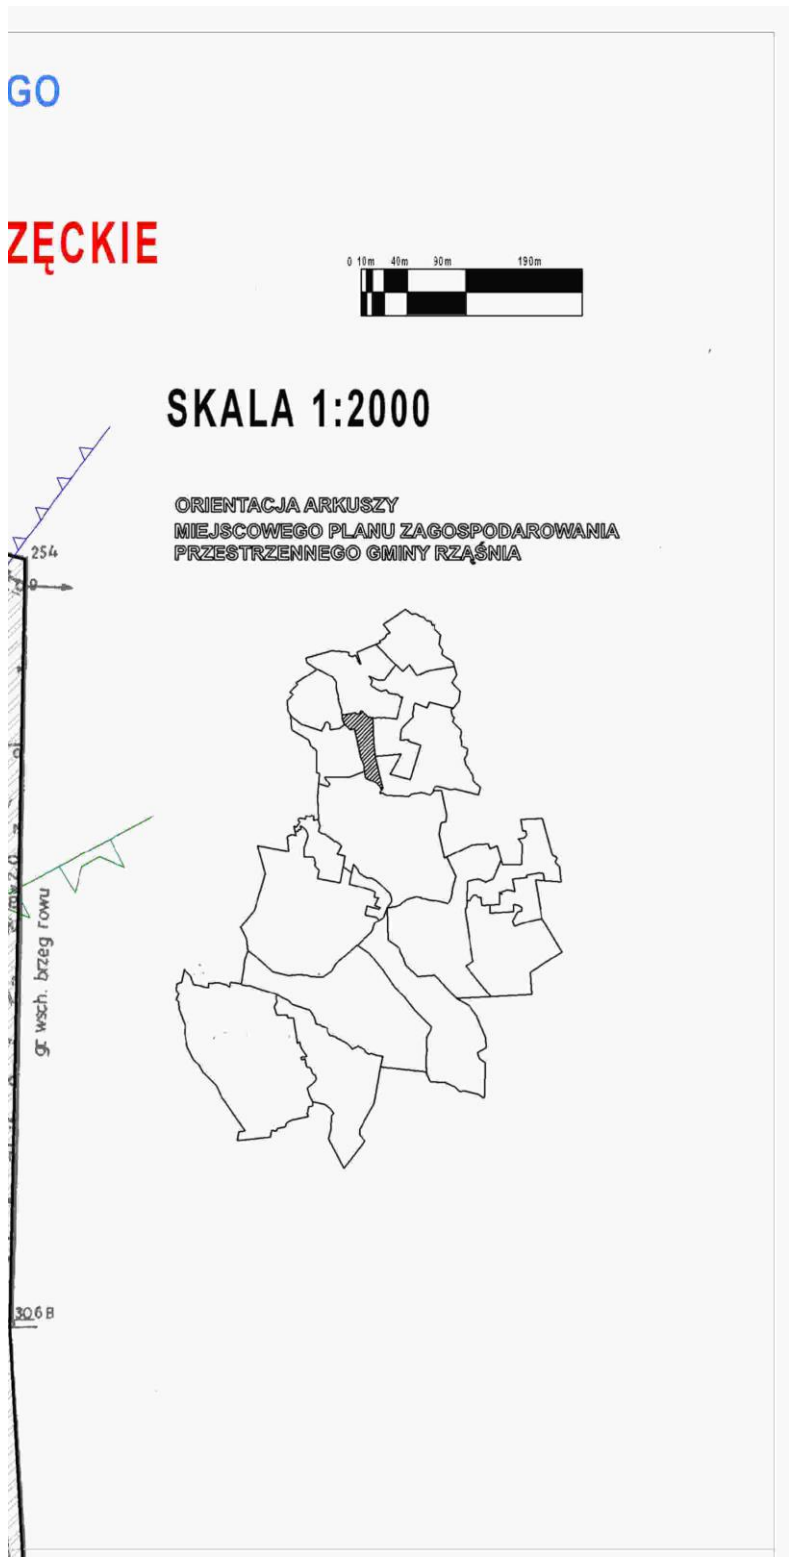 GO
ZĘCKIE
0 10m 40m 90m 190m
SKALA 1:2000
ORIENTACJA ARKUSZY
MIEJSCOWEGO PLANU ZAGOSPODAROWANIA
PRZESTRZENNEGO GMINY RZĄŚNIA
254
gr wsch. brzeg rowu
306B